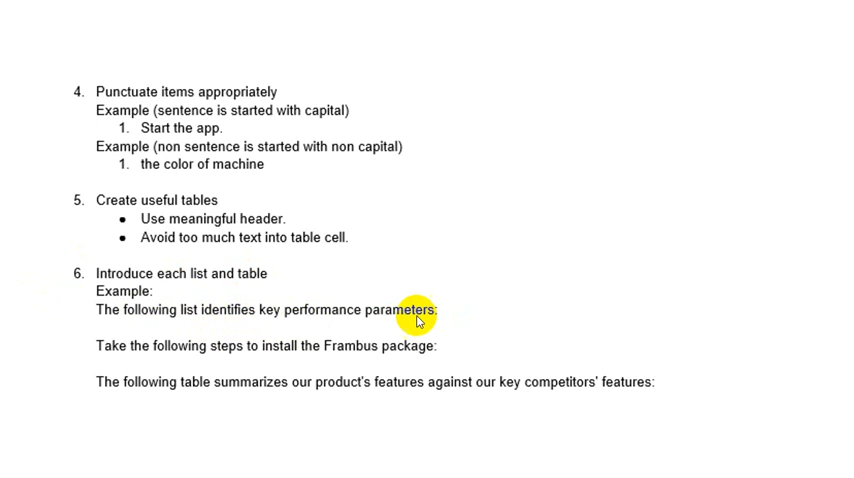 4. Punctuate items appropriately
Example (sentence is started with capital)
1. Start the app.
Example (non sentence is started with non capital)
1. the color of machine
5. Create useful tables
• Use meaningful header.
• Avoid too much text into table cell.
6. Introduce each list and table
Example:
The following list identifies key performance parameters:
Take the following steps to install the Frambus package:
The following table summarizes our product's features against our key competitors' features: